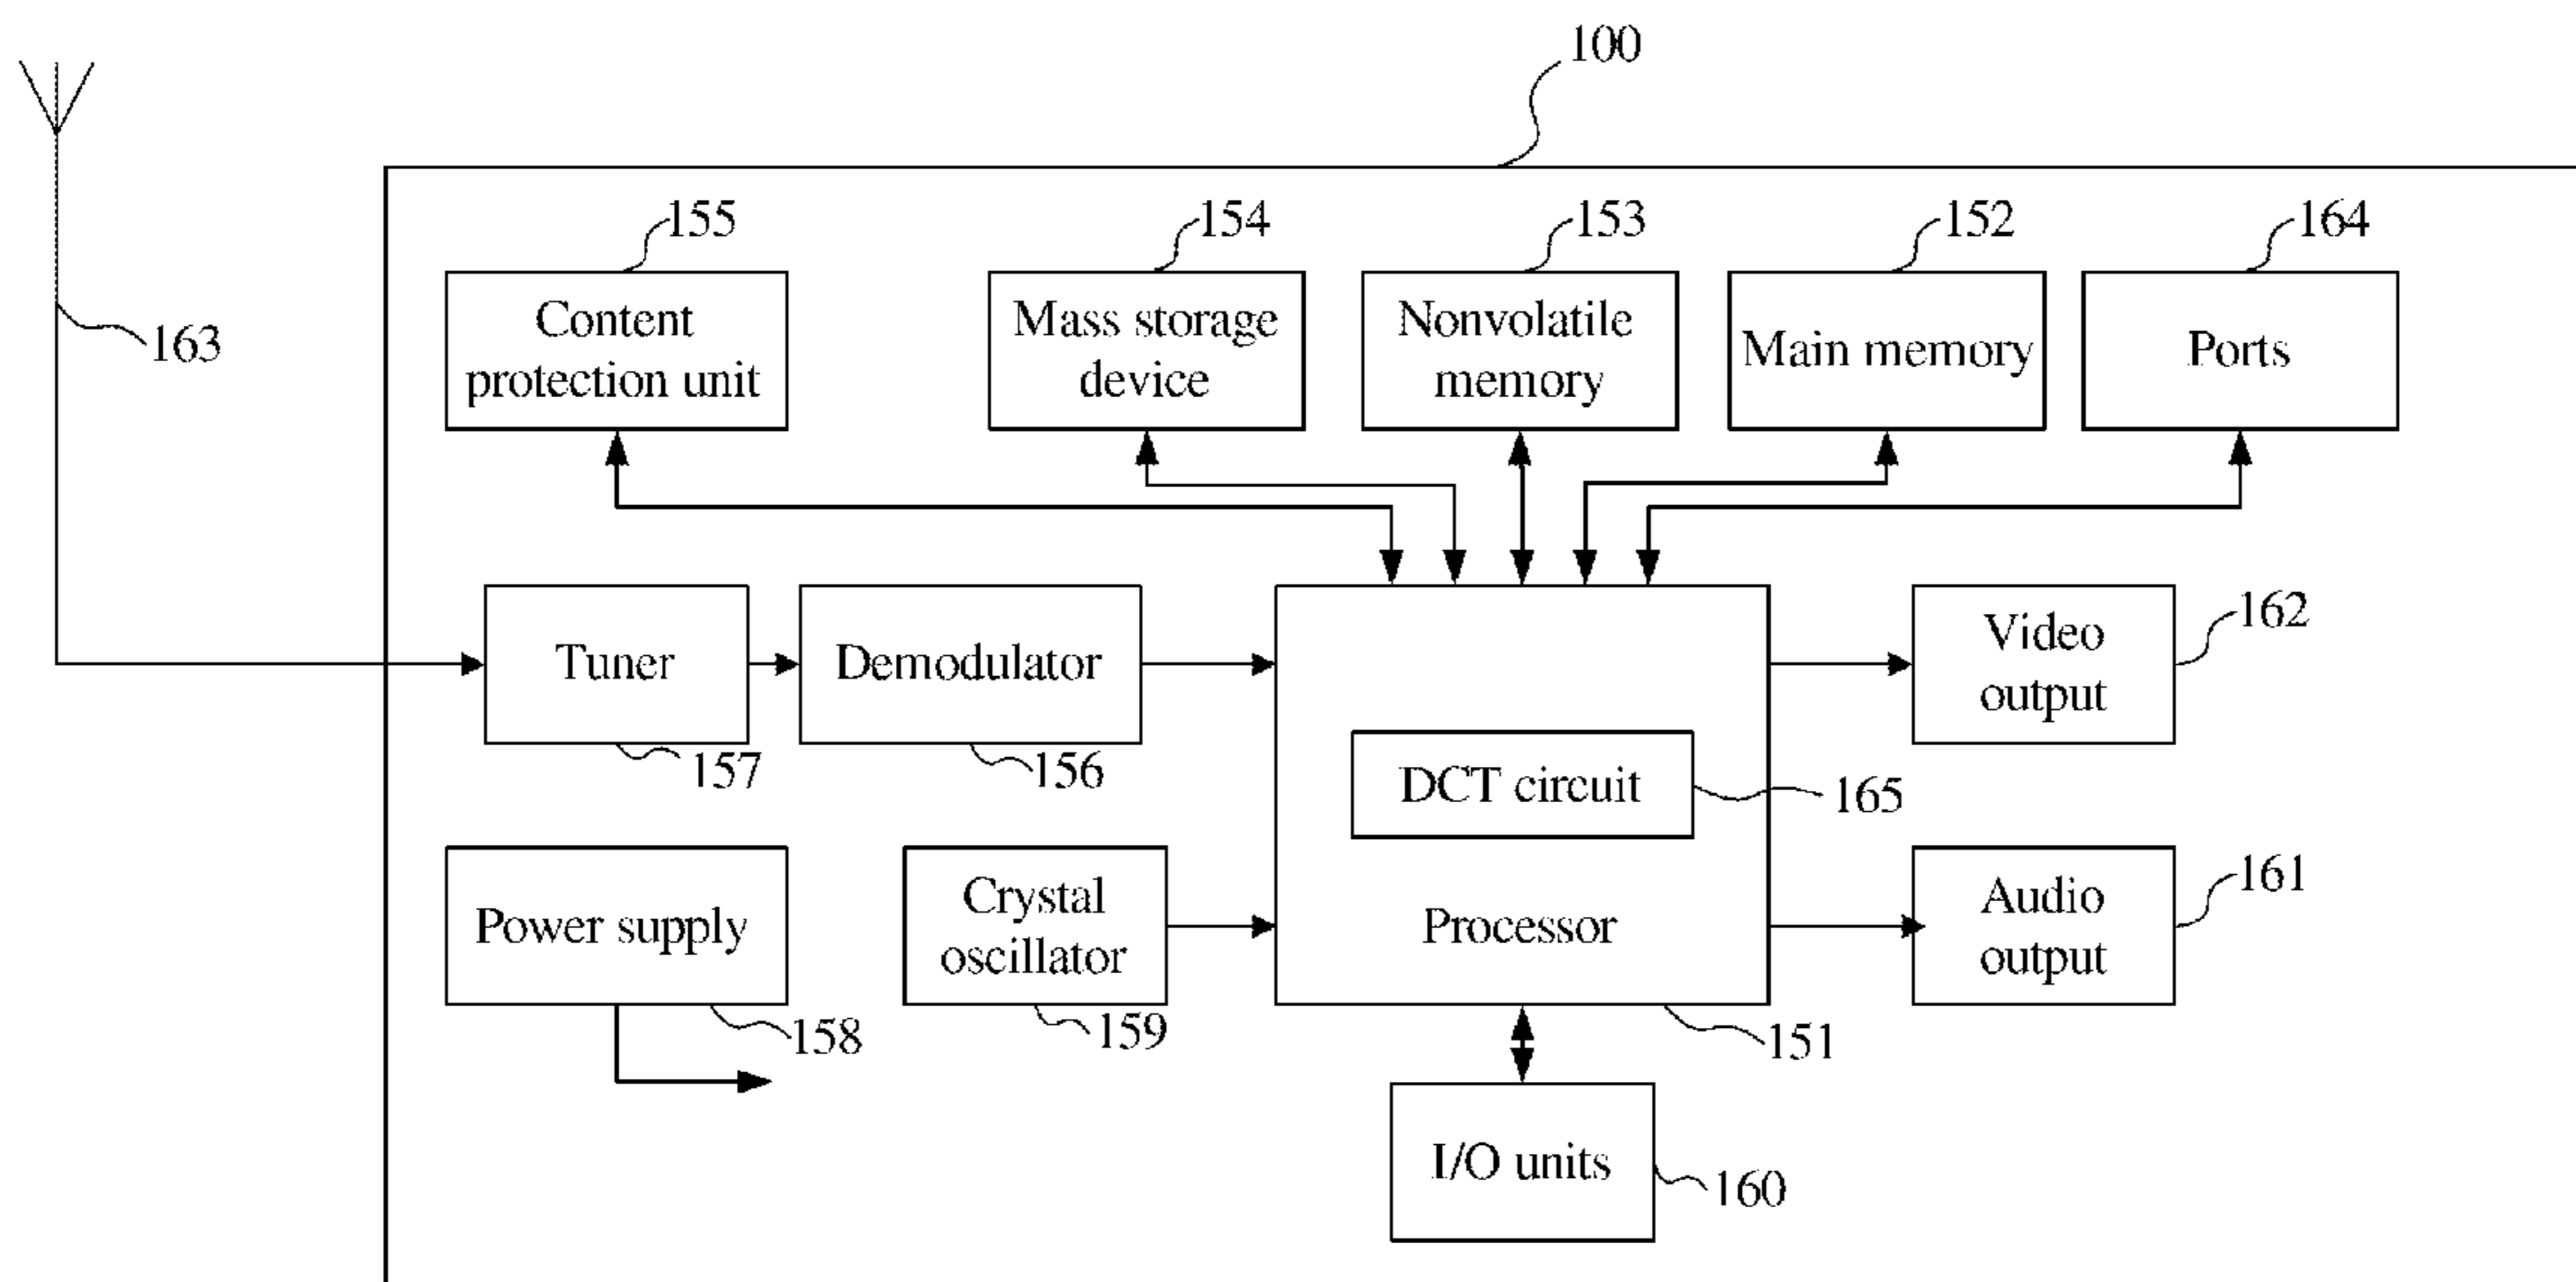 100
155
154
153
152
164
163
Content
protection unit
Mass storage
device
Nonvolatile
memory
Main memory
Ports
Tuner
Demodulator
Video
output
162
157
156
DCT circuit
165
Power supply
Crystal
oscillator
Processor
Audio
output
161
158
159
151
I/O units
160